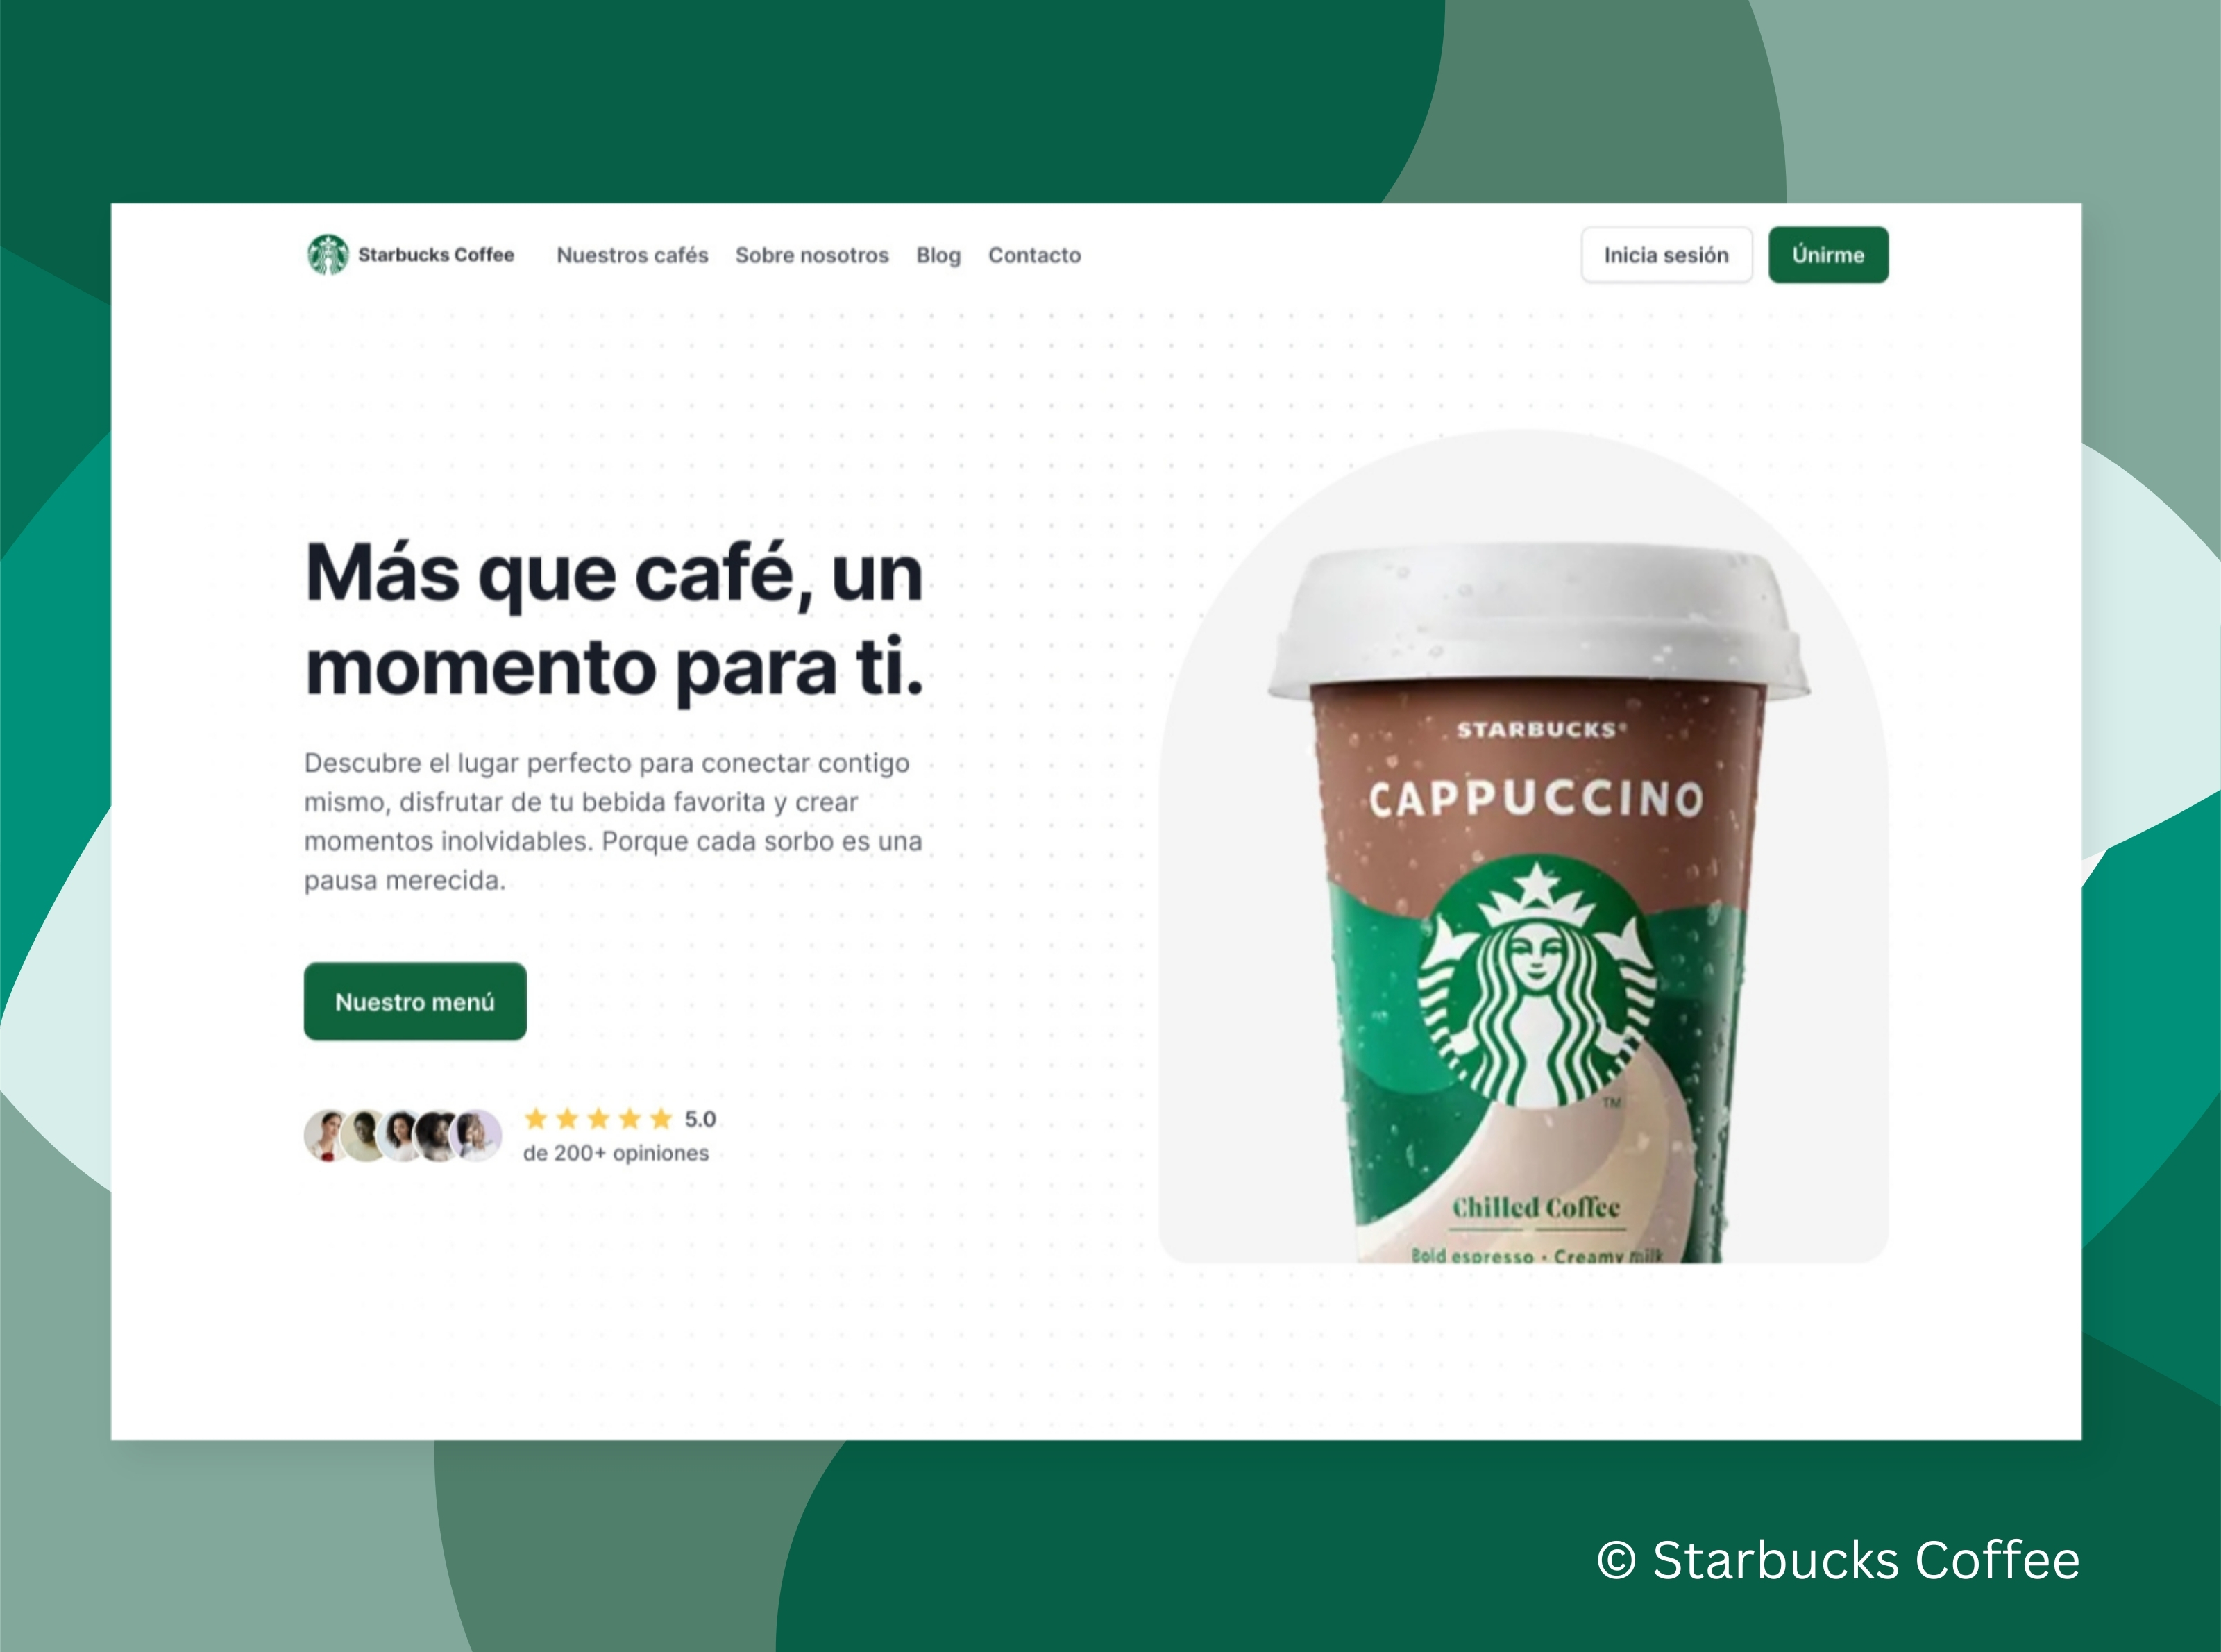 Starbucks Coffee
Nuestros cafés
Sobre nosotros
Blog
Contacto
Inicia sesión
Únirme
Más que café, un
momento para ti.
Descubre el lugar perfecto para conectar contigo
mismo, disfrutar de tu bebida favorita y crear
momentos inolvidables. Porque cada sorbo es una
pausa merecida.
Nuestro menú
5.0
de 200+ opiniones
STARBUCKS®
CAPPUCCINO
TM
Chilled Coffee
Bold espresso · Creamy milk
© Starbucks Coffee